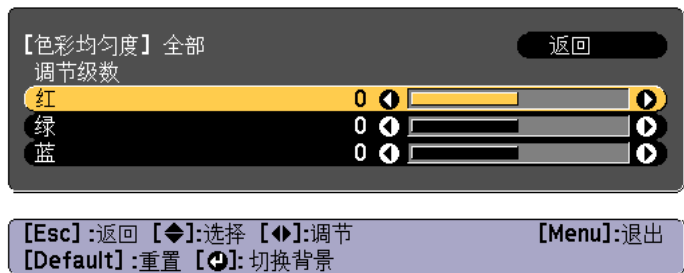 【色彩均匀度】全部 返回
调节级数
红 0
绿 0
蓝 0
[Esc]:返回 [◆]:选择 [◀▶]:调节 [Menu]:退出
[Default]:重置 [⏎]:切换背景